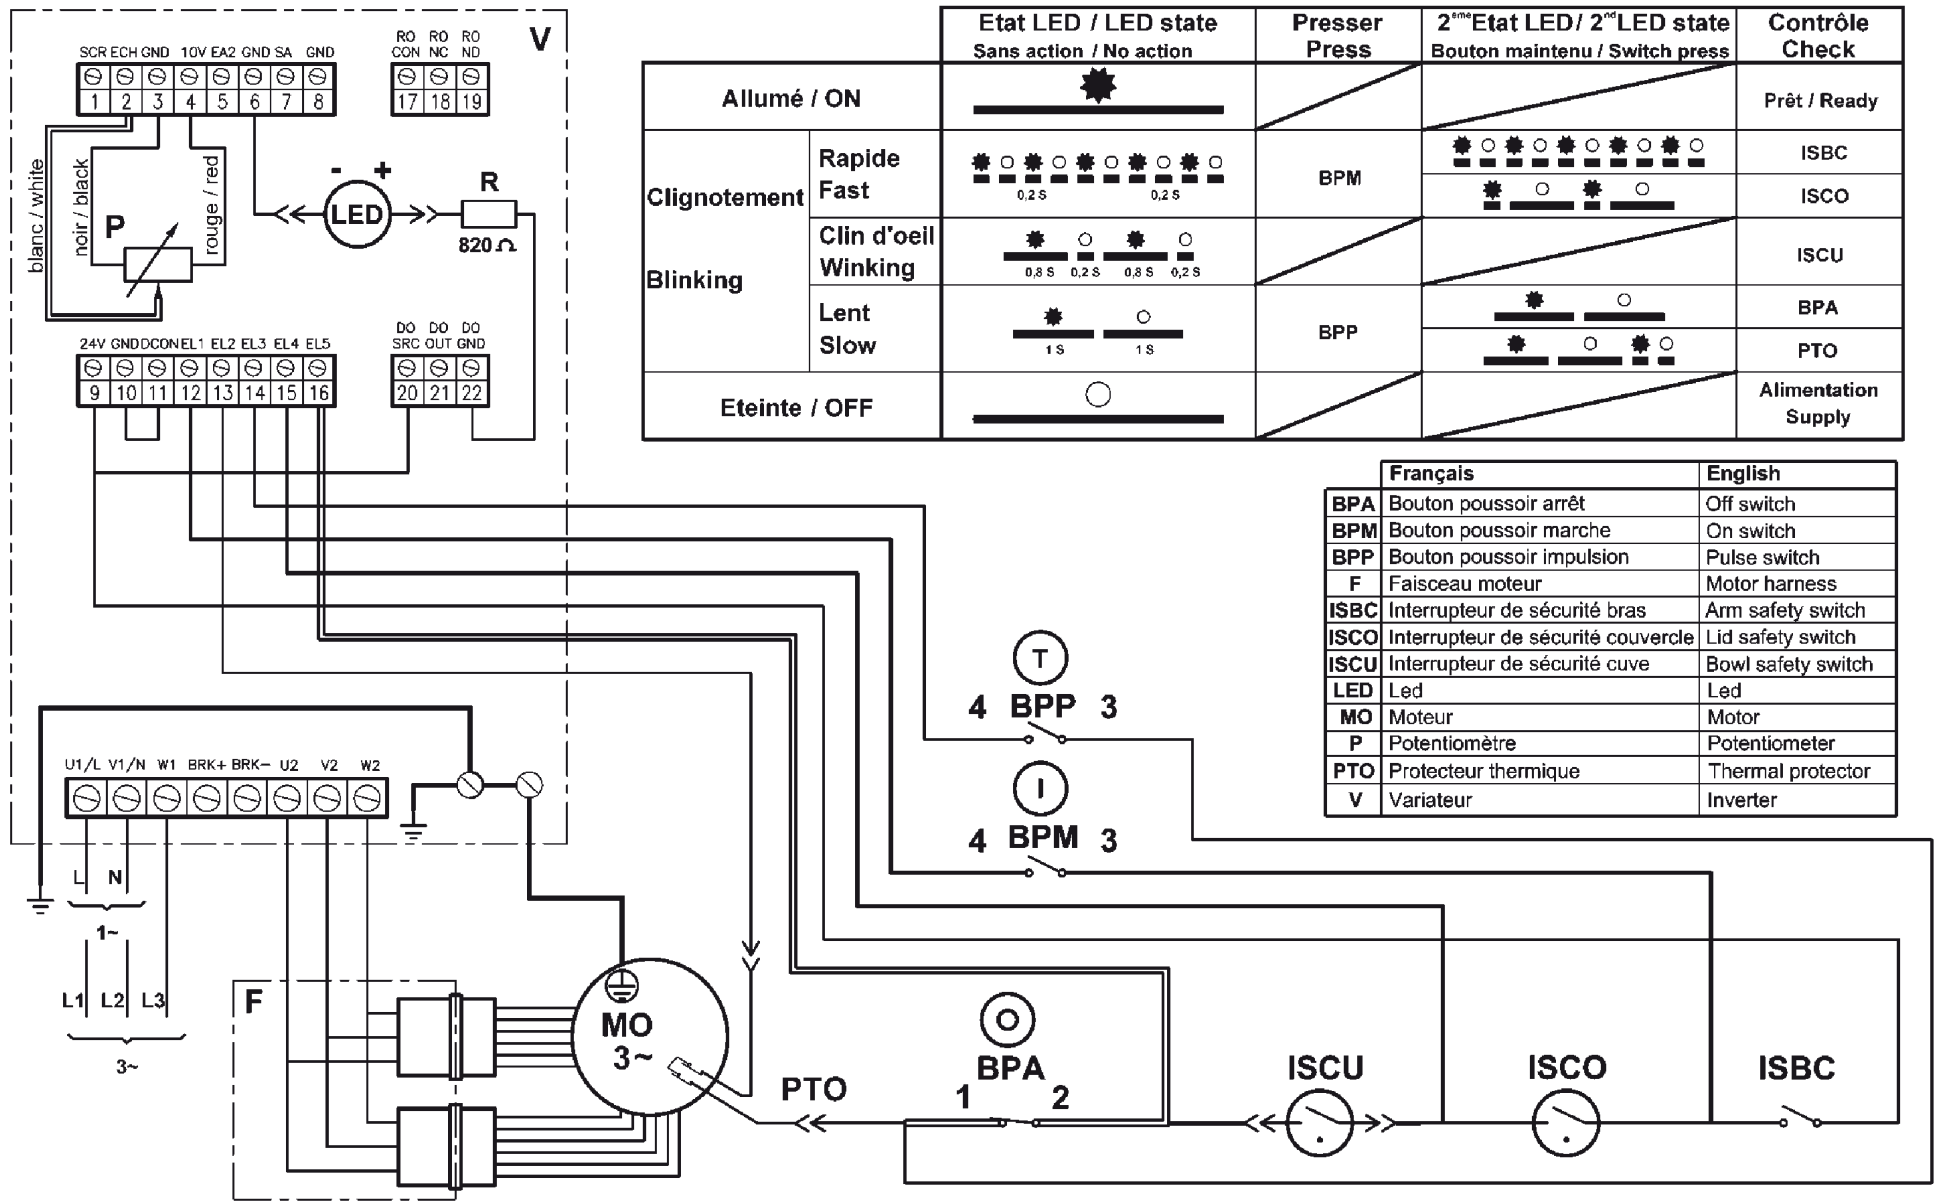 V
SCR ECH GND 10V EA2 GND SA GND
1 2 3 4 5 6 7 8
RO RO RO
CON NC ND
17 18 19
blanc / white
noir / black
rouge / red
P
- +
LED
R
820 Ω
24V GND DCON EL1 EL2 EL3 EL4 EL5
9 10 11 12 13 14 15 16
DO DO DO
SRC OUT GND
20 21 22
U1/L V1/N W1 BRK+ BRK- U2 V2 W2
L N
1~
L1 L2 L3
3~
F
MO
3~
PTO
T
4 BPP 3
I
4 BPM 3
BPA
1 2
ISCU
ISCO
ISBC
Etat LED / LED state
Sans action / No action
Presser
Press
2ème Etat LED / 2nd LED state
Bouton maintenu / Switch press
Contrôle
Check
Allumé / ON
Prêt / Ready
Clignotement
Blinking
Rapide
Fast
0,2 S 0,2 S
BPM
ISBC
ISCO
Clin d'oeil
Winking
0,8 S 0,2 S 0,8 S 0,2 S
ISCU
Lent
Slow
1 S 1 S
BPP
BPA
PTO
Eteinte / OFF
Alimentation
Supply
Français English
BPA Bouton poussoir arrêt Off switch
BPM Bouton poussoir marche On switch
BPP Bouton poussoir impulsion Pulse switch
F Faisceau moteur Motor harness
ISBC Interrupteur de sécurité bras Arm safety switch
ISCO Interrupteur de sécurité couvercle Lid safety switch
ISCU Interrupteur de sécurité cuve Bowl safety switch
LED Led Led
MO Moteur Motor
P Potentiomètre Potentiometer
PTO Protecteur thermique Thermal protector
V Variateur Inverter